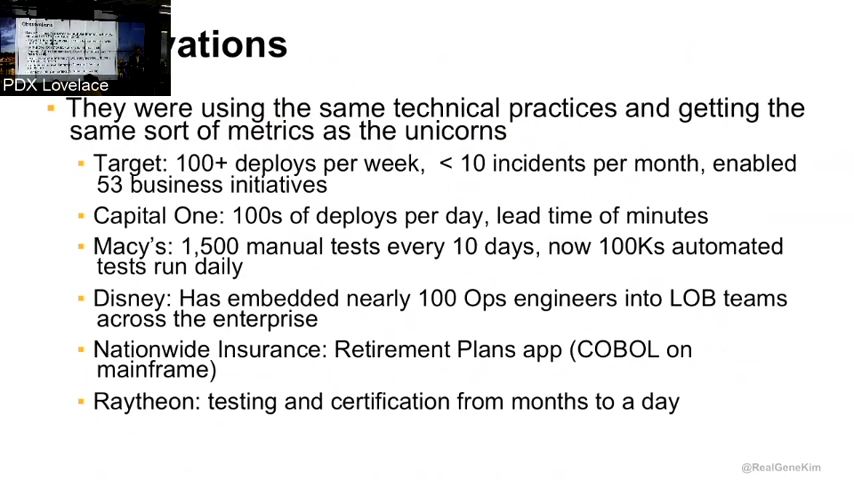 Observations
PDX Lovelace
vations
They were using the same technical practices and getting the
same sort of metrics as the unicorns
Target: 100+ deploys per week, < 10 incidents per month, enabled
53 business initiatives
Capital One: 100s of deploys per day, lead time of minutes
Macy's: 1,500 manual tests every 10 days, now 100Ks automated
tests run daily
Disney: Has embedded nearly 100 Ops engineers into LOB teams
across the enterprise
Nationwide Insurance: Retirement Plans app (COBOL on
mainframe)
Raytheon: testing and certification from months to a day
@RealGeneKim